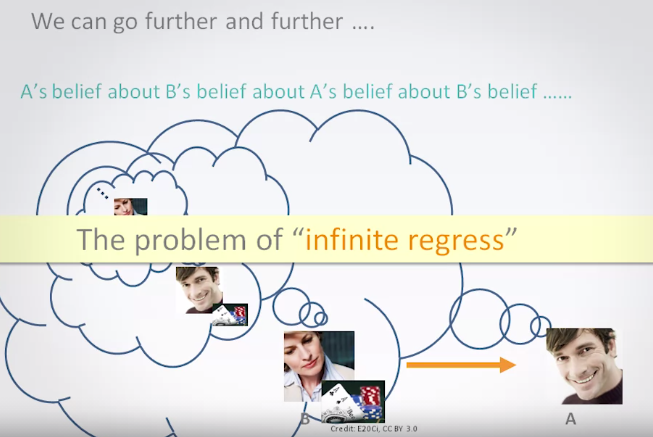 We can go further and further ....
A's belief about B's belief about A's belief about B's belief ......
The problem of “infinite regress”
B
A
Credit: E20Ci, CC BY 3.0